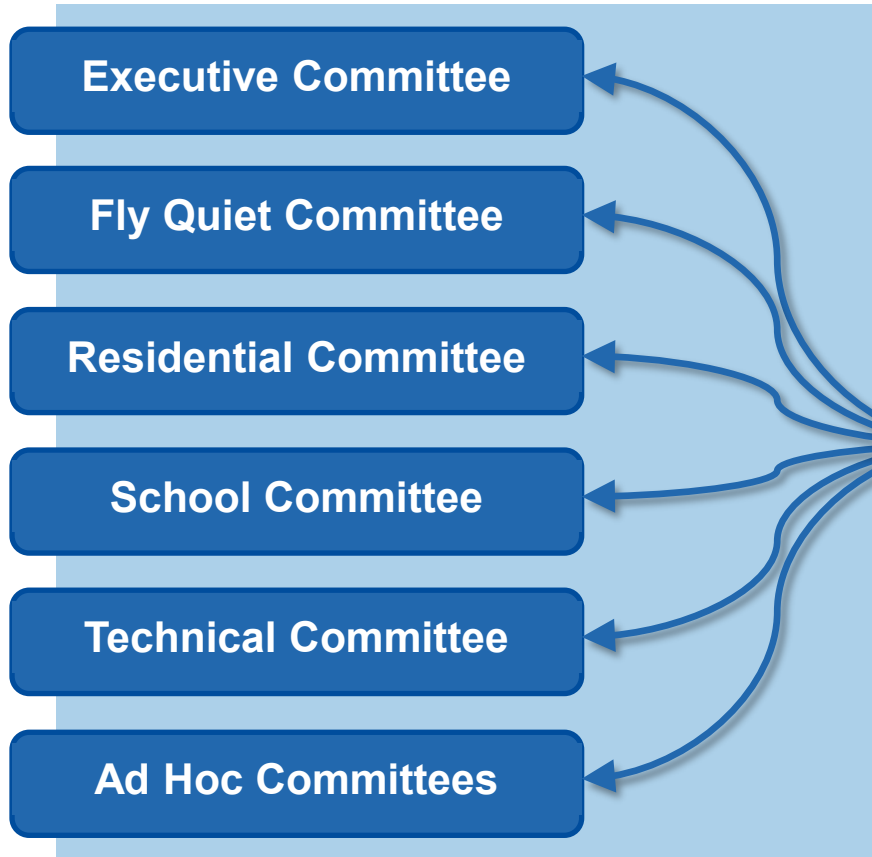 Executive Committee
Fly Quiet Committee
Residential Committee
School Committee
Technical Committee
Ad Hoc Committees